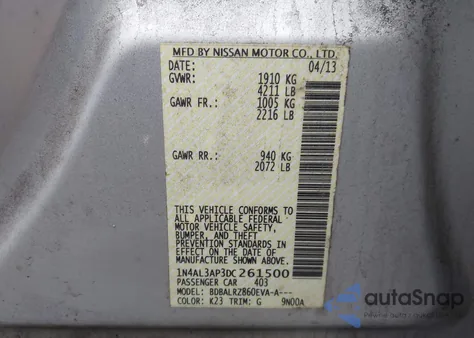 MFD BY NISSAN MOTOR CO., LTD.
DATE: 04/13
GVWR: 1910 KG
4211 LB
GAWR FR.: 1005 KG
2216 LB
GAWR RR.: 940 KG
2072 LB
THIS VEHICLE CONFORMS TO
ALL APPLICABLE FEDERAL
MOTOR VEHICLE SAFETY,
BUMPER, AND THEFT
PREVENTION STANDARDS
IN EFFECT ON THE DATE OF
MANUFACTURE SHOWN ABOVE.
1N4AL3AP3DC261500
PASSENGER CAR 403
MODEL: BDBALRZ860EVA-A---
COLOR: K23 TRIM: G 9N00A
autoSnap